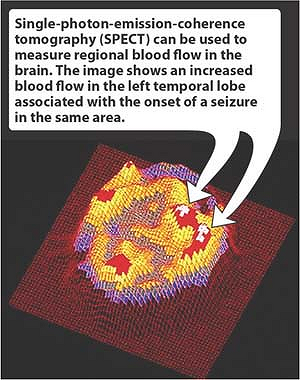 Single-photon-emission-coherence
tomography (SPECT) can be used to
measure regional blood flow in the
brain. The image shows an increased
blood flow in the left temporal lobe
associated with the onset of a seizure
in the same area.